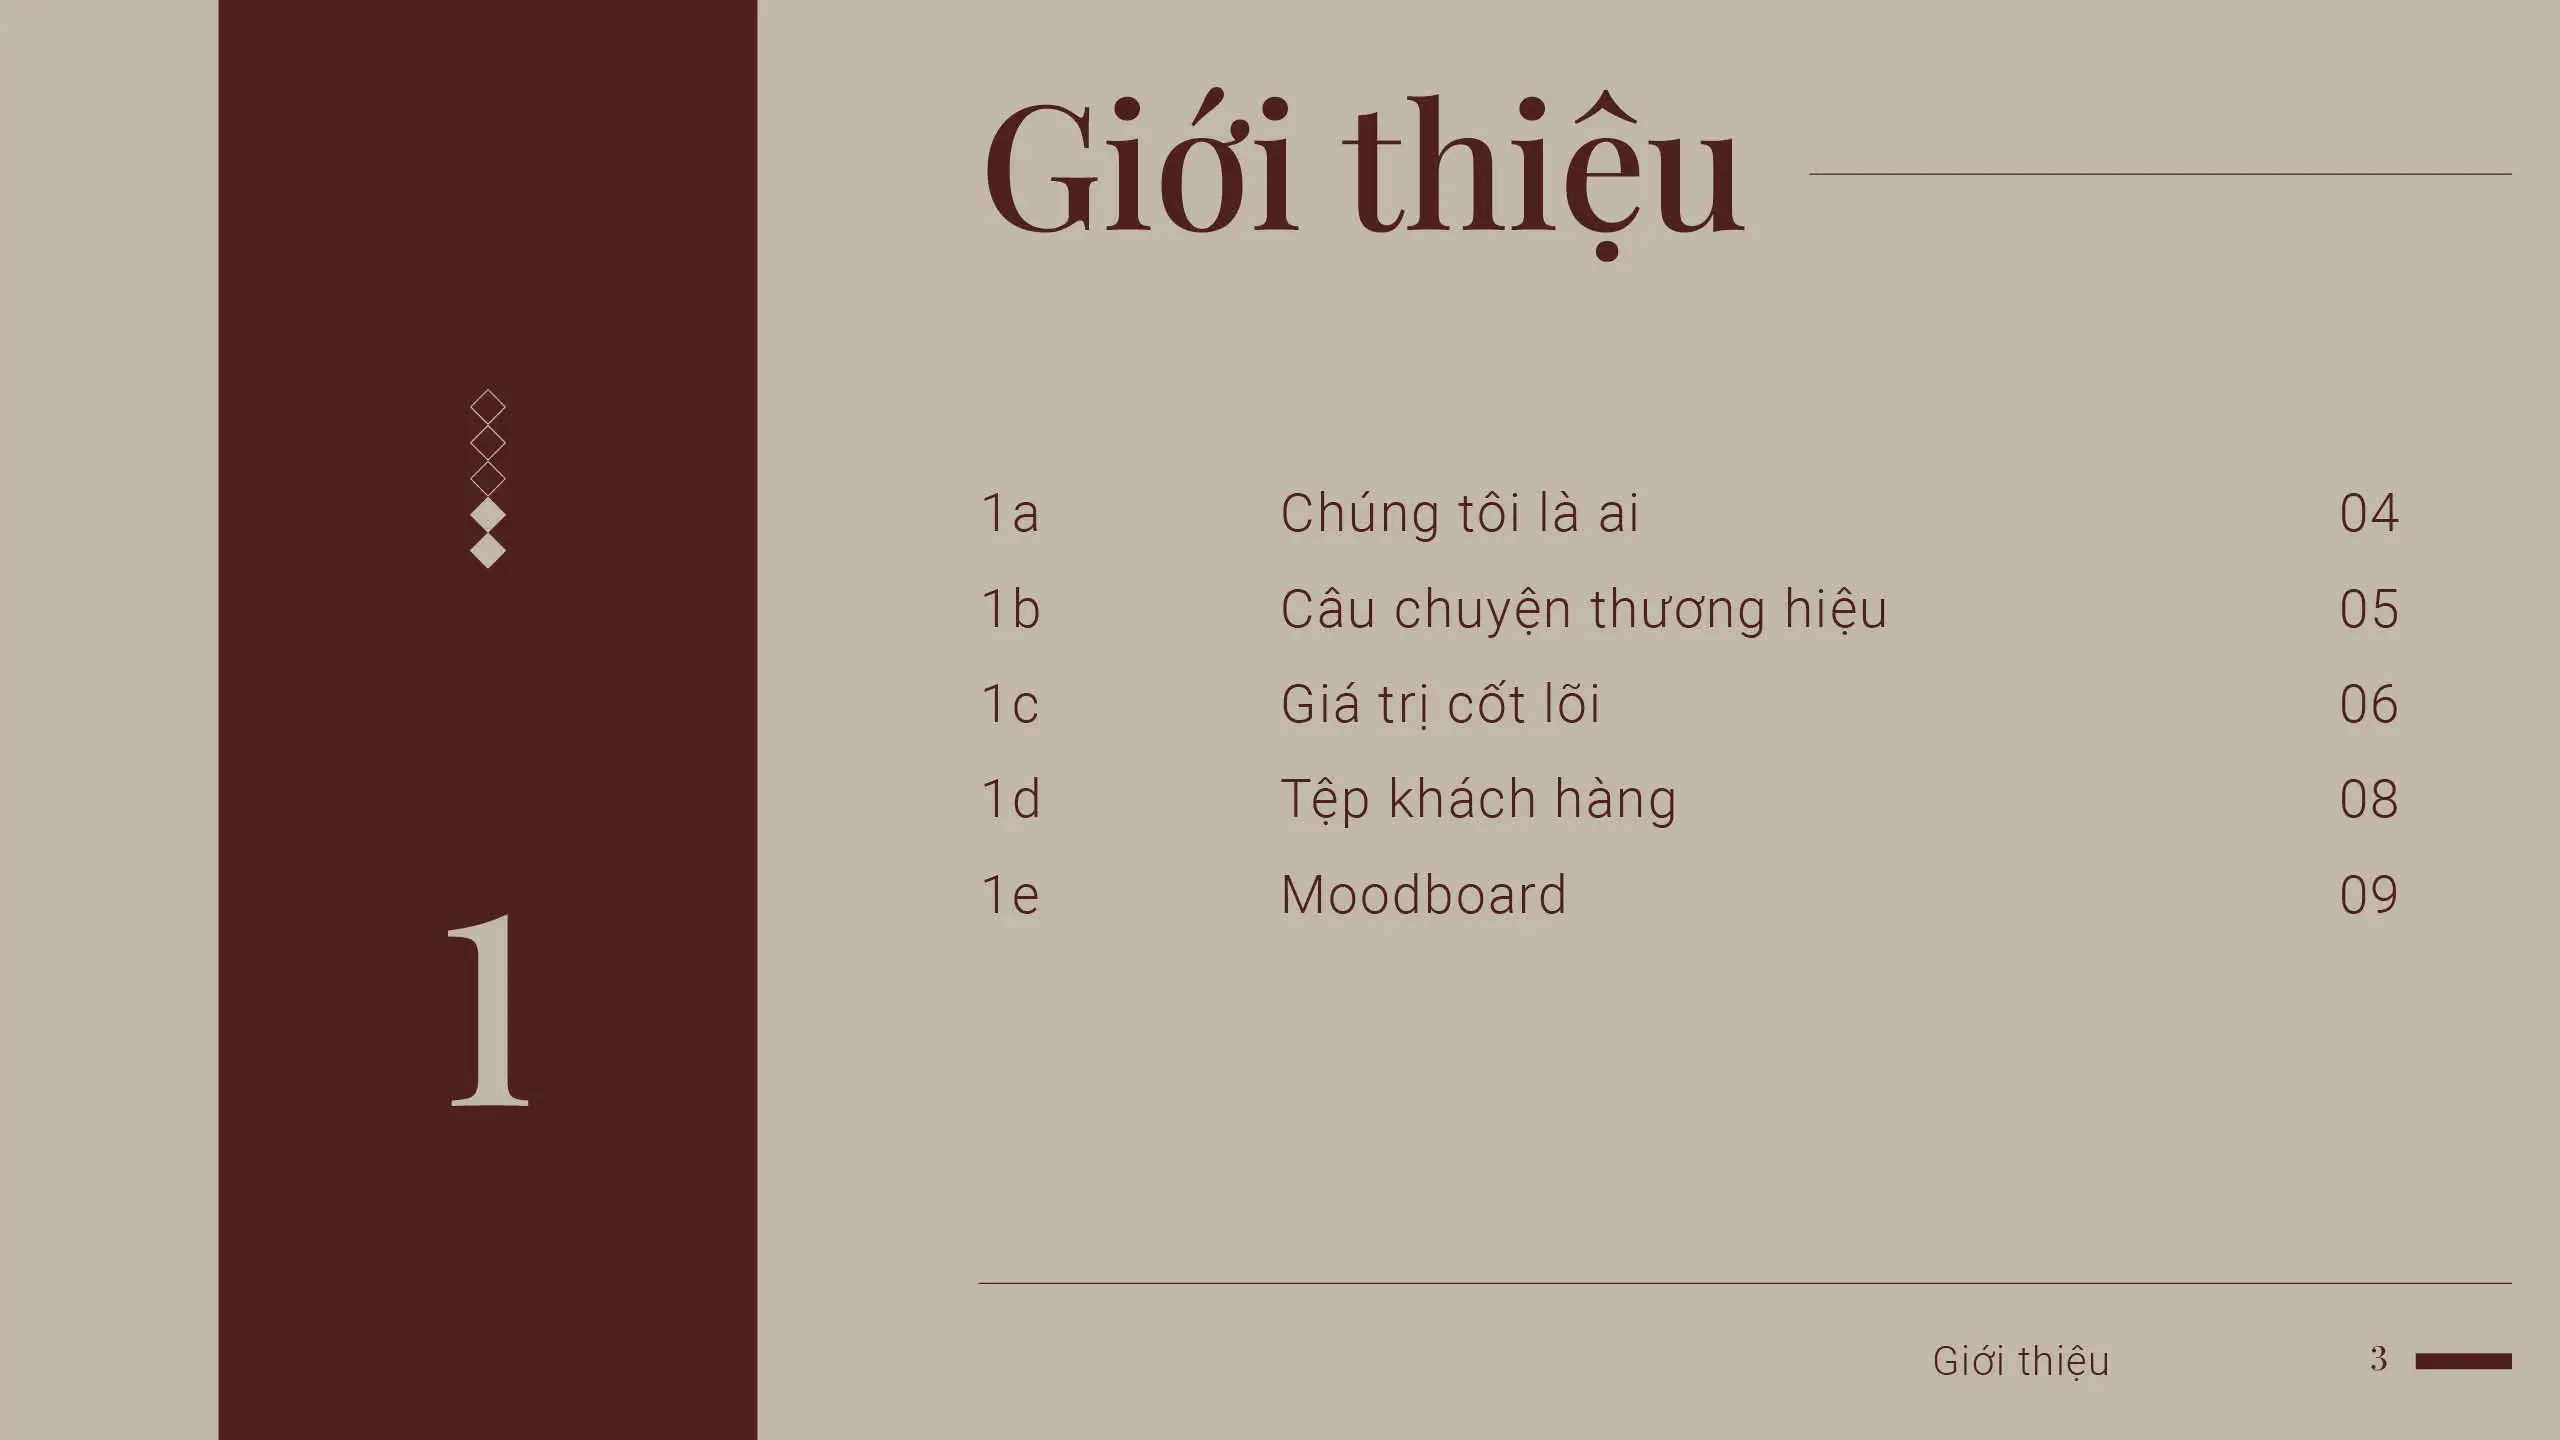 Giới thiệu
1
1a Chúng tôi là ai 04
1b Câu chuyện thương hiệu 05
1c Giá trị cốt lõi 06
1d Tệp khách hàng 08
1e Moodboard 09
Giới thiệu 3